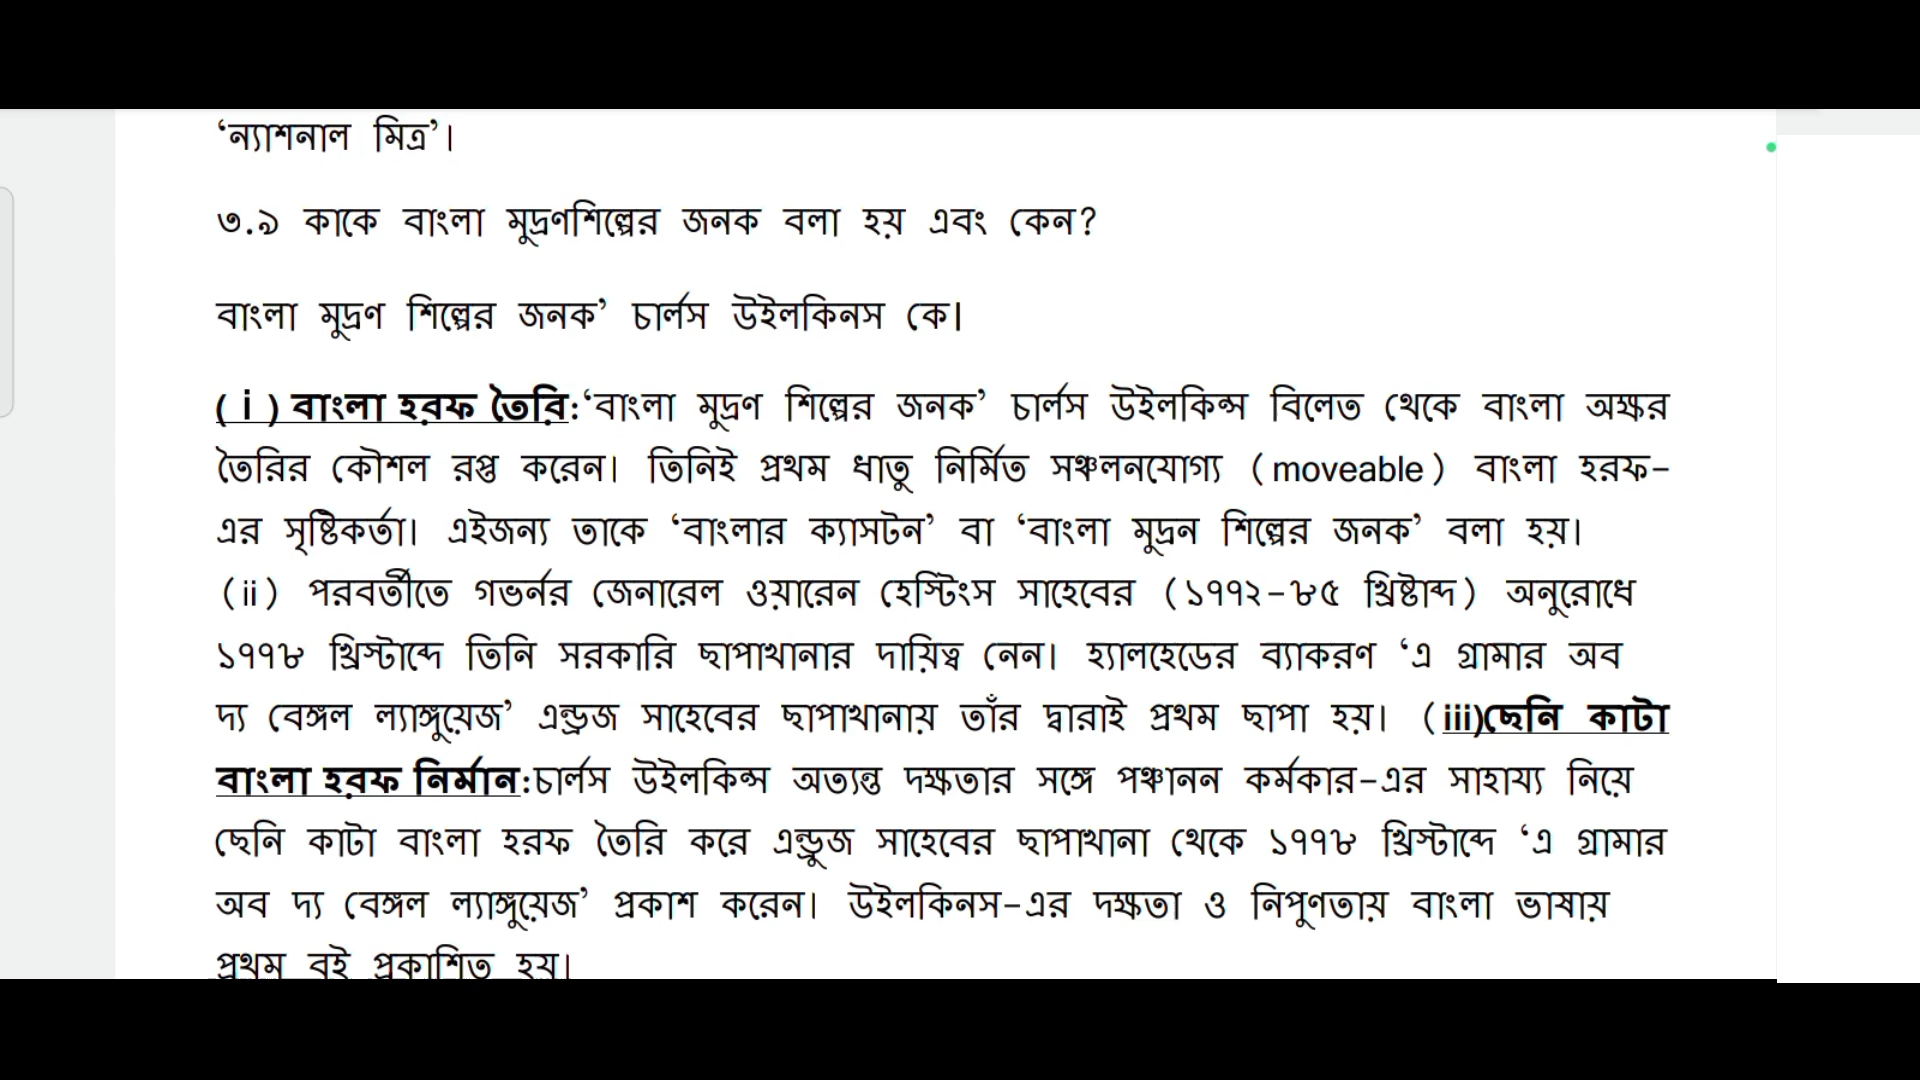 ‘ন্যাশনাল মিত্র’।
৩.৯ কাকে বাংলা মুদ্রণশিল্পের জনক বলা হয় এবং কেন?
বাংলা মুদ্রণ শিল্পের জনক’ চার্লস উইলকিনস কে।
( i ) বাংলা হরফ তৈরি:‘বাংলা মুদ্রণ শিল্পের জনক’ চার্লস উইলকিন্স বিলেত থেকে বাংলা অক্ষর
তৈরির কৌশল রপ্ত করেন। তিনিই প্রথম ধাতু নির্মিত সঞ্চলনযোগ্য (moveable) বাংলা হরফ-
এর সৃষ্টিকর্তা। এইজন্য তাকে ‘বাংলার ক্যাসটন’ বা ‘বাংলা মুদ্রন শিল্পের জনক’ বলা হয়।
(ii) পরবর্তীতে গভর্নর জেনারেল ওয়ারেন হেস্টিংস সাহেবের (১৭৭২-৮৫ খ্রিষ্টাব্দ) অনুরোধে
১৭৭৮ খ্রিস্টাব্দে তিনি সরকারি ছাপাখানার দায়িত্ব নেন। হ্যালহেডের ব্যাকরণ ‘এ গ্রামার অব
দ্য বেঙ্গল ল্যাঙ্গুয়েজ’ এন্ড্রজ সাহেবের ছাপাখানায় তাঁর দ্বারাই প্রথম ছাপা হয়। (iii)ছেনি কাটা
বাংলা হরফ নির্মান:চার্লস উইলকিন্স অত্যন্ত দক্ষতার সঙ্গে পঞ্চানন কর্মকার-এর সাহায্য নিয়ে
ছেনি কাটা বাংলা হরফ তৈরি করে এন্ড্রুজ সাহেবের ছাপাখানা থেকে ১৭৭৮ খ্রিস্টাব্দে ‘এ গ্রামার
অব দ্য বেঙ্গল ল্যাঙ্গুয়েজ’ প্রকাশ করেন। উইলকিনস-এর দক্ষতা ও নিপুণতায় বাংলা ভাষায়
প্রথম বই প্রকাশিত হয়।